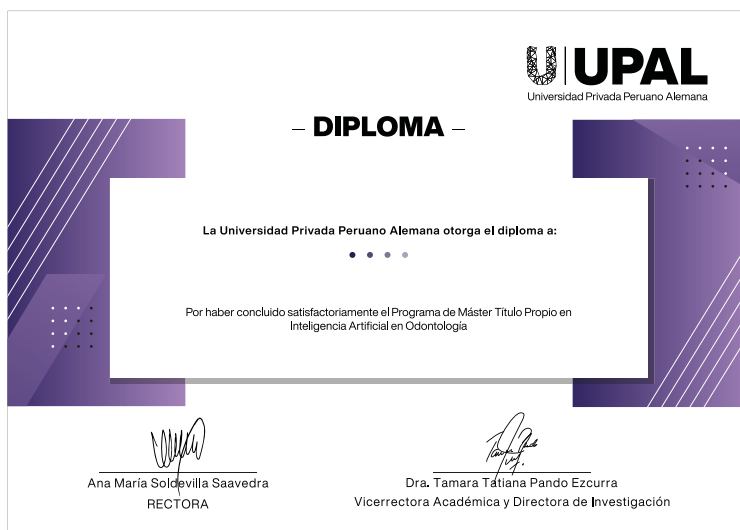 UPAL
Universidad Privada Peruano Alemana
– DIPLOMA –
La Universidad Privada Peruano Alemana otorga el diploma a:
Por haber concluido satisfactoriamente el Programa de Máster Título Propio en
Inteligencia Artificial en Odontología
Ana María Soldevilla Saavedra
RECTORA
Dra. Tamara Tatiana Pando Ezcurra
Vicerrectora Académica y Directora de Investigación